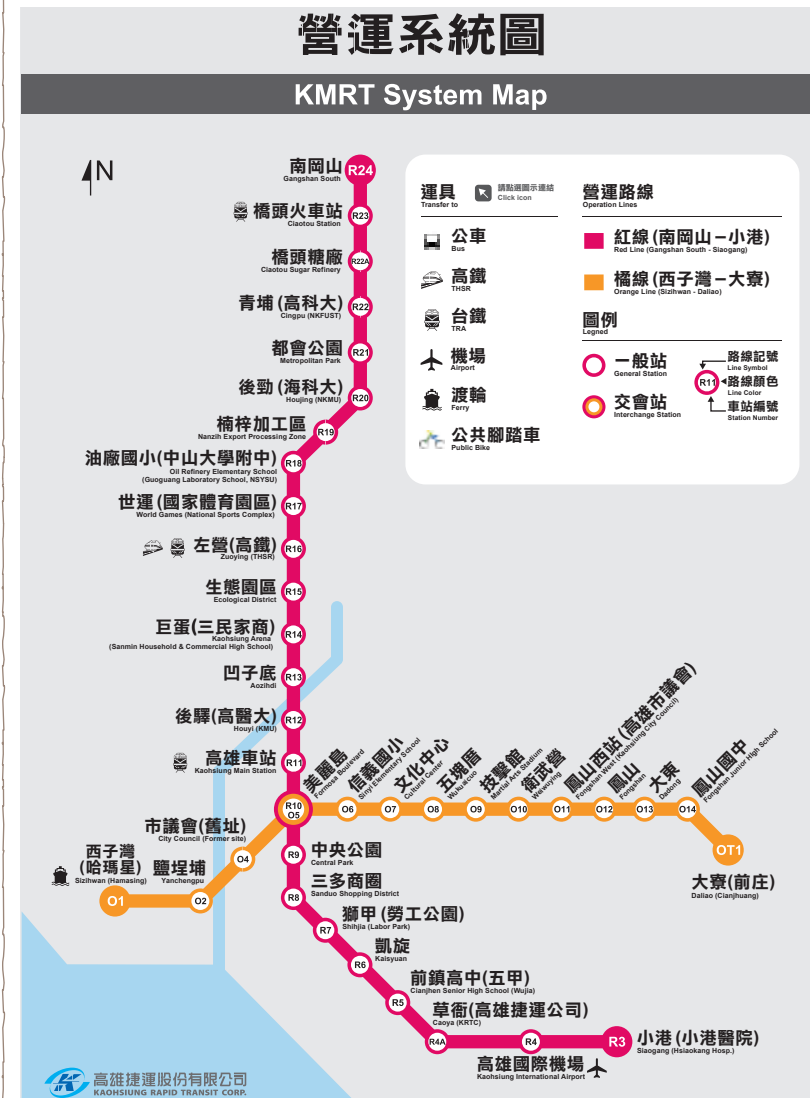 營運系統圖
KMRT System Map
N
南岡山
Gangshan South
R24
橋頭火車站
Ciaotou Station
R23
橋頭糖廠
Ciaotou Sugar Refinery
R22A
青埔(高科大)
Cingpu (NKFUST)
R22
都會公園
Metropolitan Park
R21
後勁(海科大)
Houjing (NKMU)
R20
楠梓加工區
Nanzih Export Processing Zone
R19
油廠國小(中山大學附中)
Oil Refinery Elementary School
(Guoguang Laboratory School, NSYSU)
R18
世運(國家體育園區)
World Games (National Sports Complex)
R17
左營(高鐵)
Zuoying (THSR)
R16
生態園區
Ecological District
R15
巨蛋(三民家商)
Kaohsiung Arena
(Sanmin Household & Commercial High School)
R14
凹子底
Aozihdi
R13
後驛(高醫大)
Houyi (KMU)
R12
高雄車站
Kaohsiung Main Station
R11
運具
Transfer to
請點選圖示連結
Click icon
公車
Bus
高鐵
THSR
台鐵
TRA
機場
Airport
渡輪
Ferry
公共腳踏車
Public Bike
營運路線
Operation Lines
紅線(南岡山-小港)
Red Line (Gangshan South - Siaogang)
橘線(西子灣-大寮)
Orange Line (Sizihwan - Daliao)
圖例
Legned
一般站
General Station
交會站
Interchange Station
R11
路線記號
Line Symbol
路線顏色
Line Color
車站編號
Station Number
美麗島
Formosa Boulevard
R10
O5
信義國小
Sinyi Elementary School
O6
文化中心
Cultural Center
O7
五塊厝
Wukuaicuo
O8
技擊館
Martial Arts Stadium
O9
衛武營
Weiwuying
O10
鳳山西站(高雄市議會)
Fongshan West (Kaohsiung City Council)
O11
鳳山
Fongshan
O12
大東
Dadong
O13
鳳山國中
Fongshan Junior High School
O14
OT1
大寮(前庄)
Daliao (Cianjhuang)
市議會(舊址)
City Council (Former site)
O4
鹽埕埔
Yanchengpu
O2
西子灣
(哈瑪星)
Sizihwan (Hamasing)
O1
中央公園
Central Park
R9
三多商圈
Sanduo Shopping District
R8
獅甲(勞工公園)
Shihjia (Labor Park)
R7
凱旋
Kaisyuan
R6
前鎮高中(五甲)
Cianjhen Senior High School (Wujia)
R5
草衙(高雄捷運公司)
Caoya (KRTC)
R4A
R4
高雄國際機場
Kaohsiung International Airport
R3
小港(小港醫院)
Siaogang (Hsiaokang Hosp.)
高雄捷運股份有限公司
KAOHSIUNG RAPID TRANSIT CORP.